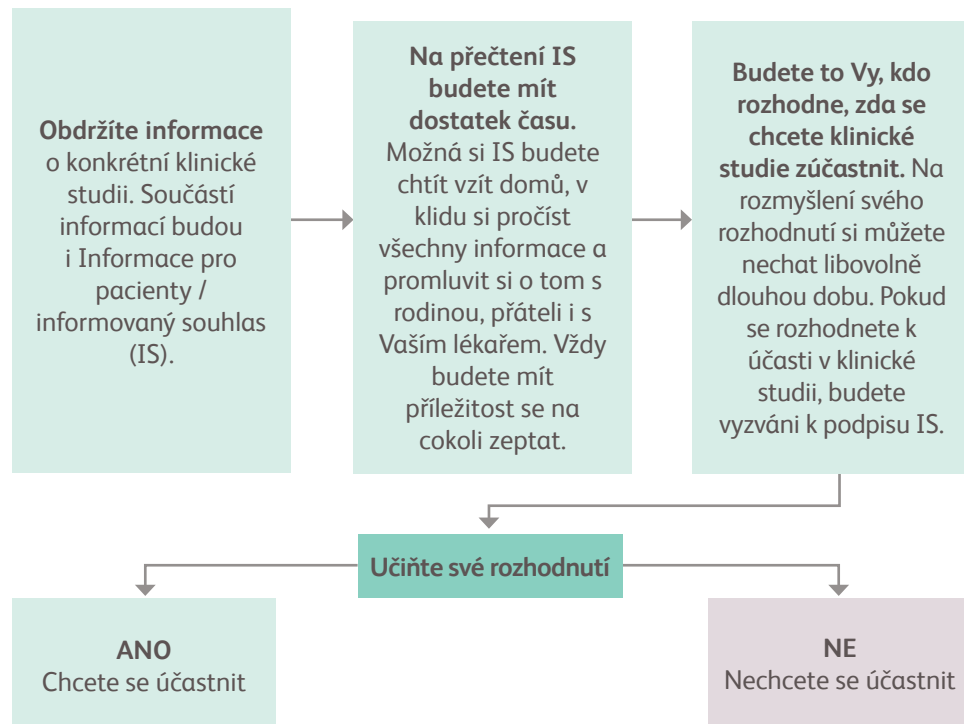 Obdržíte informace
o konkrétní klinické
studii. Součástí
informací budou
i Informace pro
pacienty /
informovaný souhlas
(IS).
Na přečtení IS
budete mít
dostatek času.
Možná si IS budete
chtít vzít domů, v
klidu si pročíst
všechny informace a
promluvit si o tom s
rodinou, přáteli i s
Vaším lékařem. Vždy
budete mít
příležitost se na
cokoli zeptat.
Budete to Vy, kdo
rozhodne, zda se
chcete klinické
studie zúčastnit. Na
rozmyšlení svého
rozhodnutí si můžete
nechat libovolně
dlouhou dobu. Pokud
se rozhodnete k
účasti v klinické
studii, budete
vyzváni k podpisu IS.
Učiňte své rozhodnutí
ANO
Chcete se účastnit
NE
Nechcete se účastnit